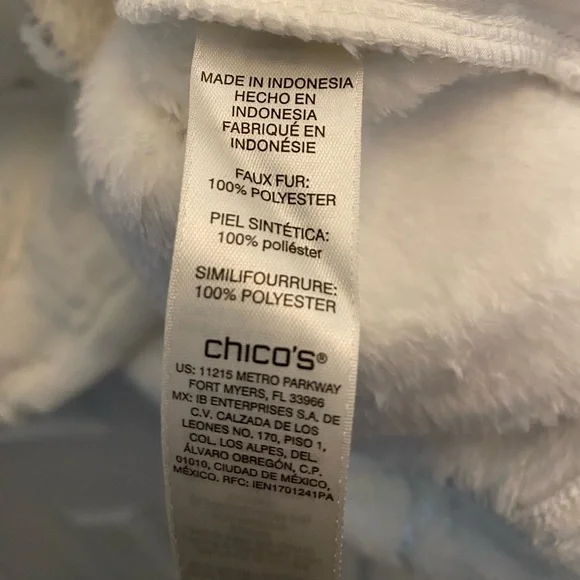 MADE IN INDONESIA
HECHO EN
INDONESIA
FABRIQUÉ EN
INDONÉSIE
FAUX FUR:
100% POLYESTER
PIEL SINTÉTICA:
100% poliéster
SIMILIFOURRURE:
100% POLYESTER
chico's®
US: 11215 METRO PARKWAY
FORT MYERS, FL 33966
MX: IB ENTERPRISES S.A. DE
C.V. CALZADA DE LOS
LEONES NO. 170, PISO 1,
COL. LOS ALPES, DEL.
ÁLVARO OBREGÓN, C.P.
01010, CIUDAD DE MÉXICO,
MÉXICO. RFC: IEN1701241PA